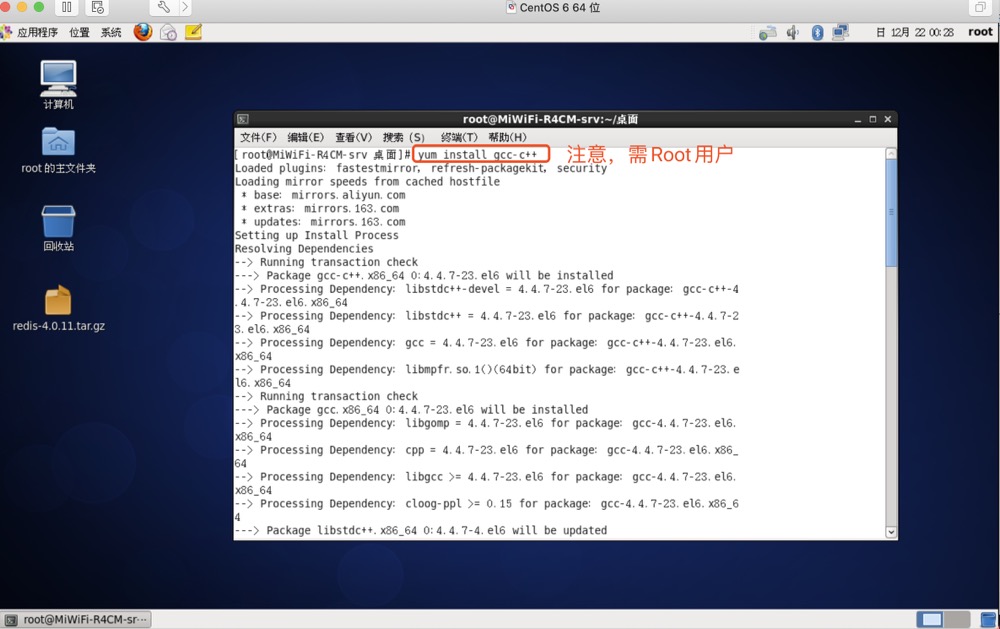 CentOS 6 64 位
应用程序 位置 系统
日 12月 22 00:28 root
计算机
root 的主文件夹
回收站
redis-4.0.11.tar.gz
root@MiWiFi-R4CM-srv:~/桌面
文件(F) 编辑(E) 查看(V) 搜索 (S) 终端(T) 帮助(H)
[root@MiWiFi-R4CM-srv 桌面]# yum install gcc-c++ 注意，需Root用户
Loaded plugins: fastestmirror, refresh-packagekit, security
Loading mirror speeds from cached hostfile
* base: mirrors.aliyun.com
* extras: mirrors.163.com
* updates: mirrors.163.com
Setting up Install Process
Resolving Dependencies
--> Running transaction check
---> Package gcc-c++.x86_64 0:4.4.7-23.el6 will be installed
--> Processing Dependency: libstdc++-devel = 4.4.7-23.el6 for package: gcc-c++-4
.4.7-23.el6.x86_64
--> Processing Dependency: libstdc++ = 4.4.7-23.el6 for package: gcc-c++-4.4.7-2
3.el6.x86_64
--> Processing Dependency: gcc = 4.4.7-23.el6 for package: gcc-c++-4.4.7-23.el6.
x86_64
--> Processing Dependency: libmpfr.so.1()(64bit) for package: gcc-c++-4.4.7-23.e
l6.x86_64
--> Running transaction check
---> Package gcc.x86_64 0:4.4.7-23.el6 will be installed
--> Processing Dependency: libgomp = 4.4.7-23.el6 for package: gcc-4.4.7-23.el6.
x86_64
--> Processing Dependency: cpp = 4.4.7-23.el6 for package: gcc-4.4.7-23.el6.x86_
64
--> Processing Dependency: libgcc >= 4.4.7-23.el6 for package: gcc-4.4.7-23.el6.
x86_64
--> Processing Dependency: cloog-ppl >= 0.15 for package: gcc-4.4.7-23.el6.x86_6
4
---> Package libstdc++.x86_64 0:4.4.7-4.el6 will be updated
root@MiWiFi-R4CM-sr···